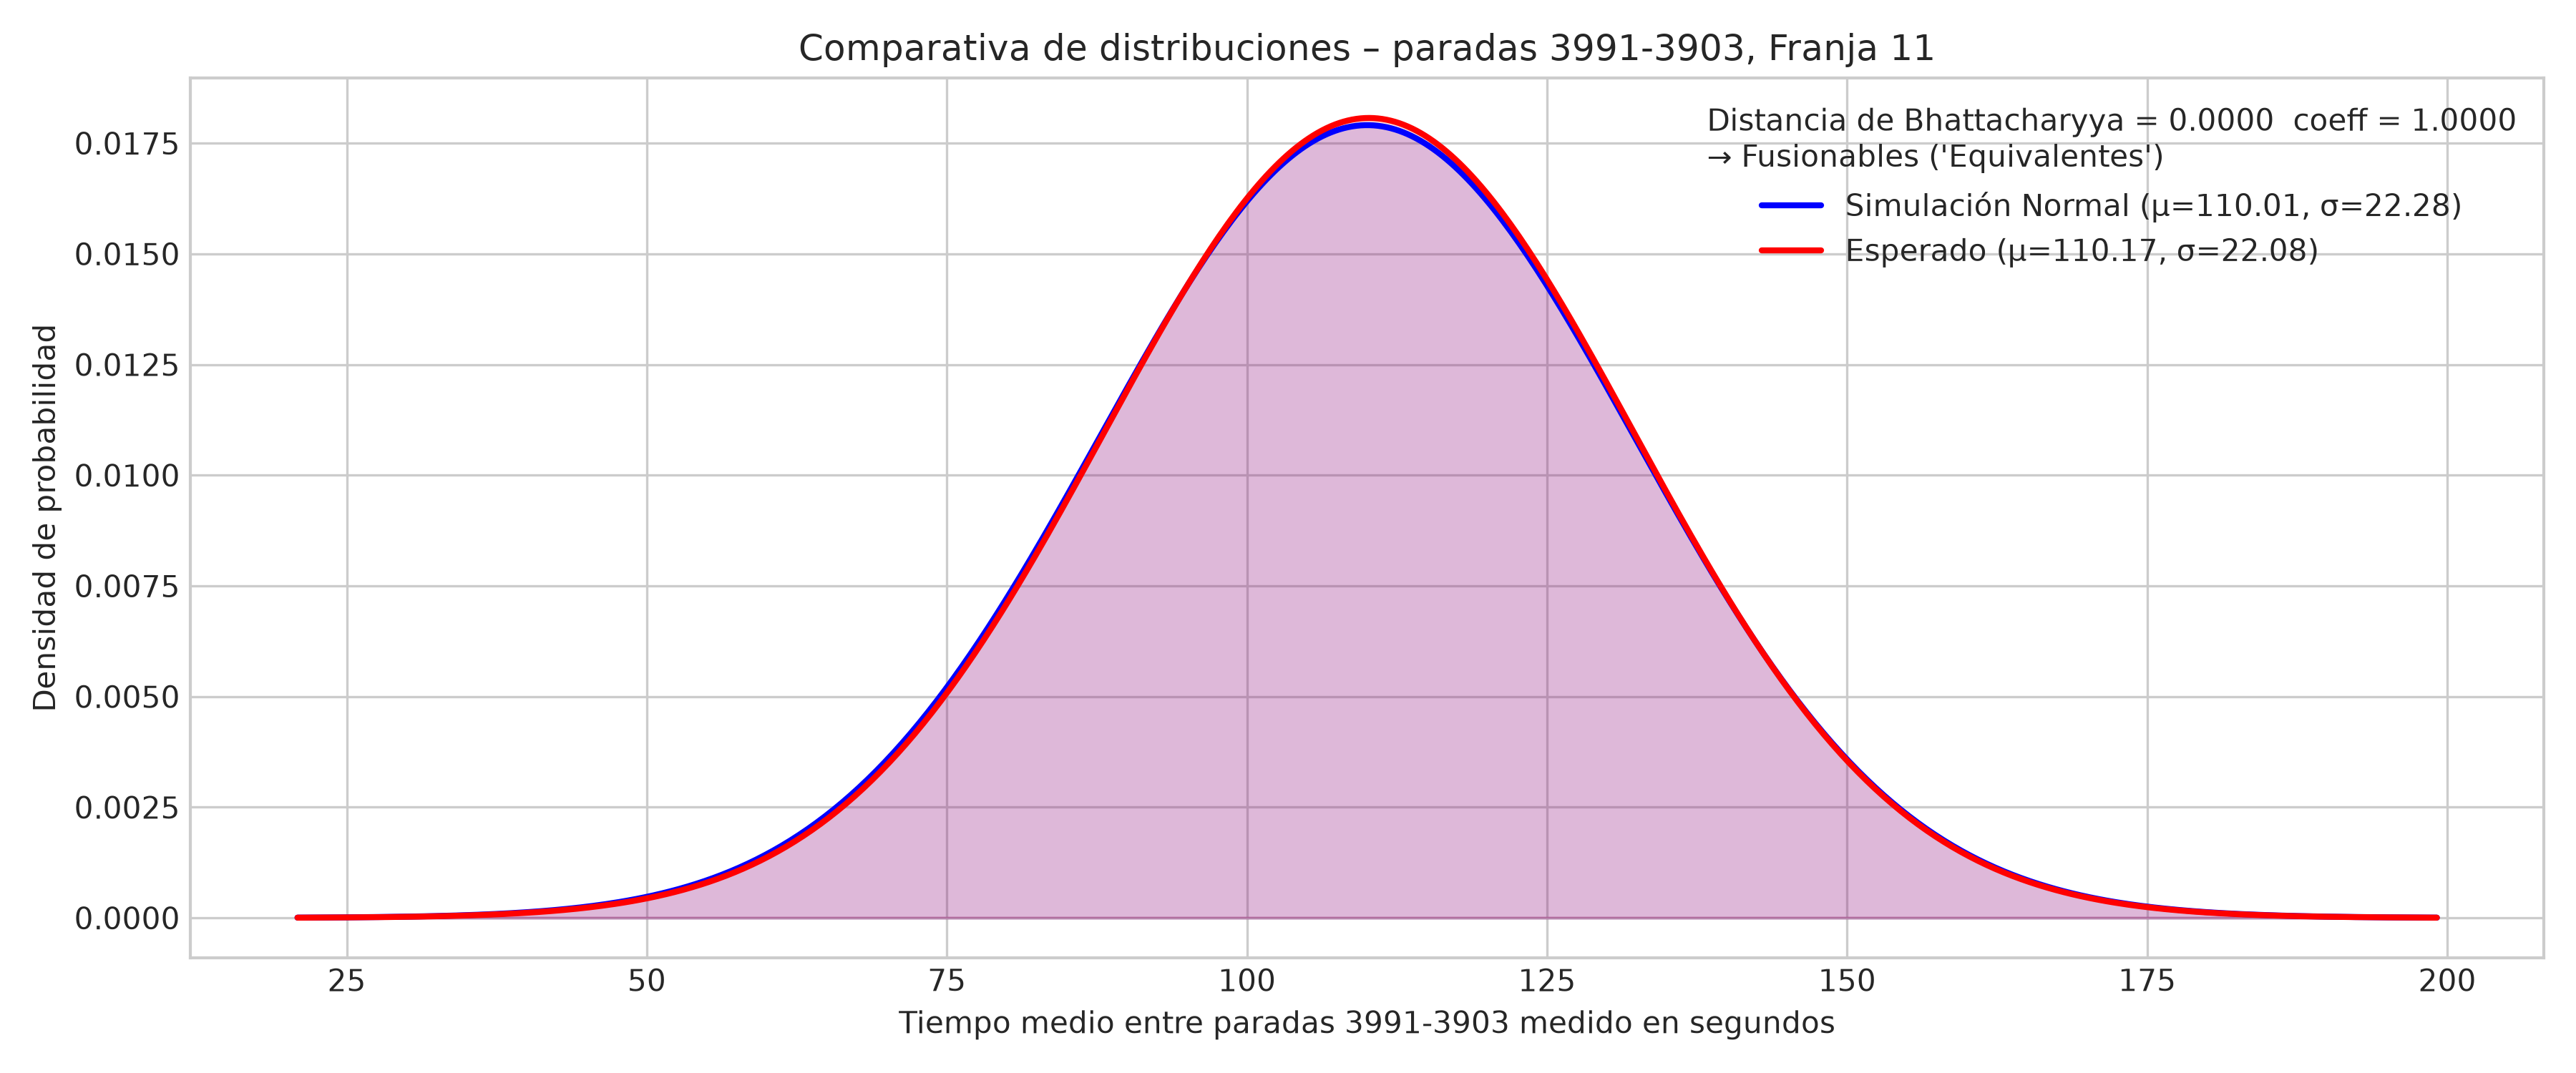 Comparativa de distribuciones – paradas 3991-3903, Franja 11
Distancia de Bhattacharyya = 0.0000  coeff = 1.0000
→ Fusionables ('Equivalentes')
Simulación Normal (μ=110.01, σ=22.28)
Esperado (μ=110.17, σ=22.08)
Densidad de probabilidad
0.0175
0.0150
0.0125
0.0100
0.0075
0.0050
0.0025
0.0000
25 50 75 100 125 150 175 200
Tiempo medio entre paradas 3991-3903 medido en segundos